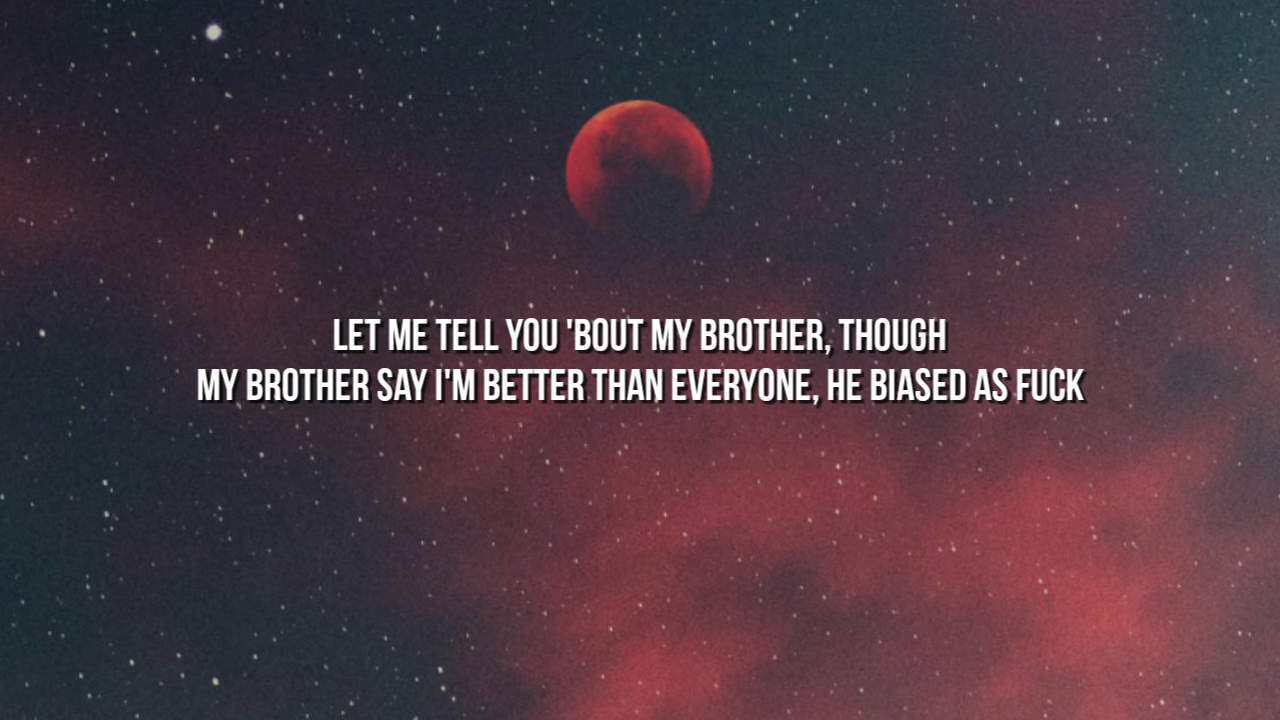 LET ME TELL YOU 'BOUT MY BROTHER, THOUGH
MY BROTHER SAY I'M BETTER THAN EVERYONE, HE BIASED AS FUCK